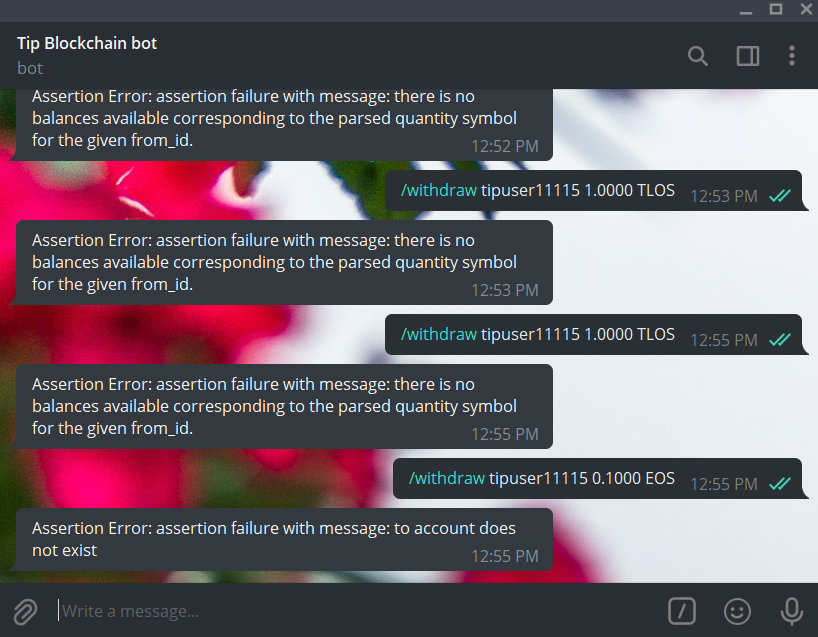 Tip Blockchain bot
bot
Assertion Error: assertion failure with message: there is no
balances available corresponding to the parsed quantity symbol
for the given from_id.
12:52 PM
/withdraw tipuser11115 1.0000 TLOS 12:53 PM
Assertion Error: assertion failure with message: there is no
balances available corresponding to the parsed quantity symbol
for the given from_id.
12:53 PM
/withdraw tipuser11115 1.0000 TLOS 12:55 PM
Assertion Error: assertion failure with message: there is no
balances available corresponding to the parsed quantity symbol
for the given from_id.
12:55 PM
/withdraw tipuser11115 0.1000 EOS 12:55 PM
Assertion Error: assertion failure with message: to account does
not exist
12:55 PM
Write a message...